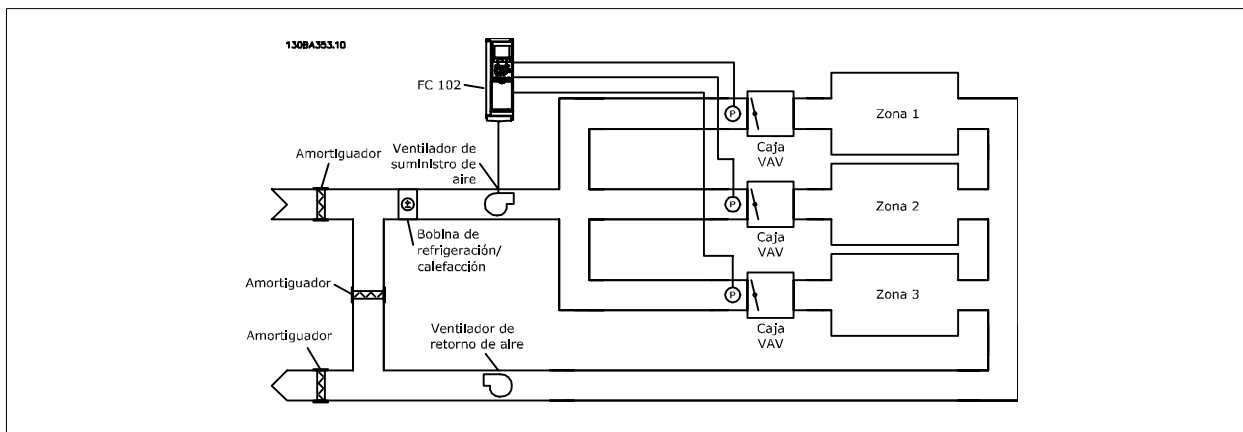 130BA353.10
FC 102
Amortiguador
Ventilador de
suministro de
aire
Caja
VAV
Zona 1
Bobina de
refrigeración/
calefacción
Caja
VAV
Zona 2
Amortiguador
Caja
VAV
Zona 3
Amortiguador
Ventilador de
retorno de aire
P
P
P